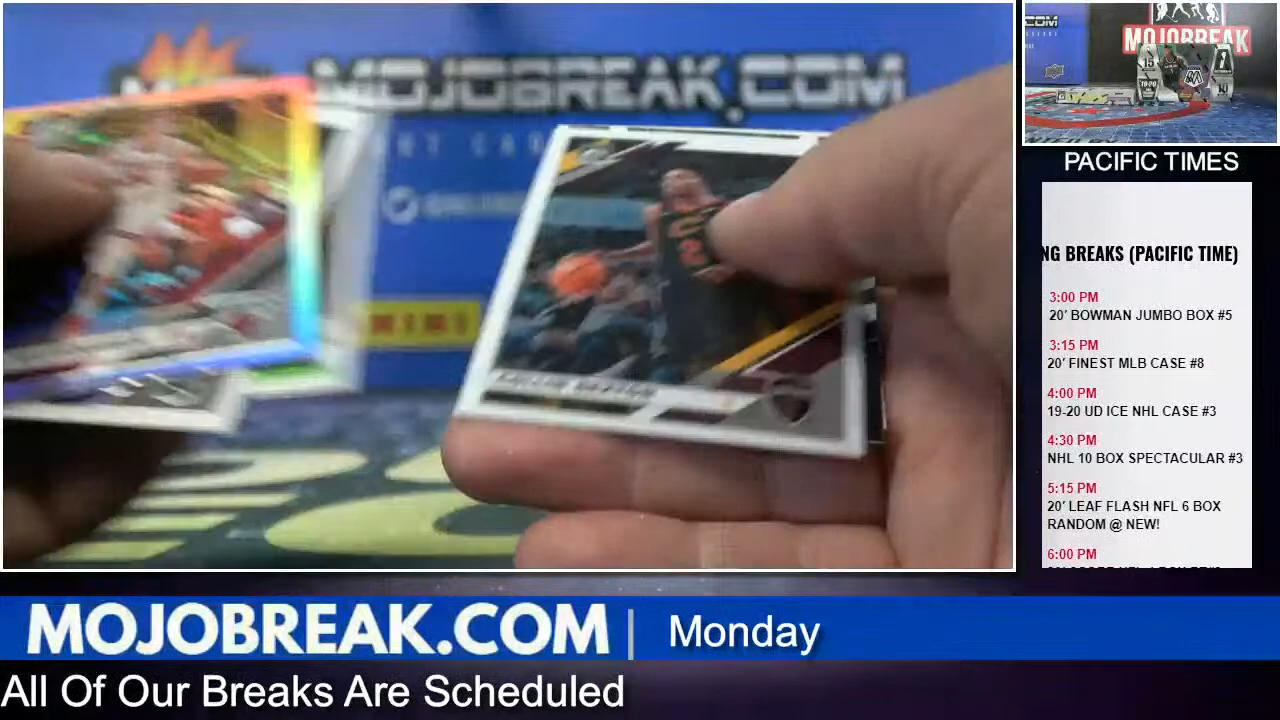 MOJOBREAK.COM
PANINI
.COM
MOJOBREAK
PACIFIC TIMES
NG BREAKS (PACIFIC TIME)
3:00 PM
20' BOWMAN JUMBO BOX #5
3:15 PM
20' FINEST MLB CASE #8
4:00 PM
19-20 UD ICE NHL CASE #3
4:30 PM
NHL 10 BOX SPECTACULAR #3
5:15 PM
20' LEAF FLASH NFL 6 BOX
RANDOM @ NEW!
6:00 PM
MOJOBREAK.COM | Monday
All Of Our Breaks Are Scheduled